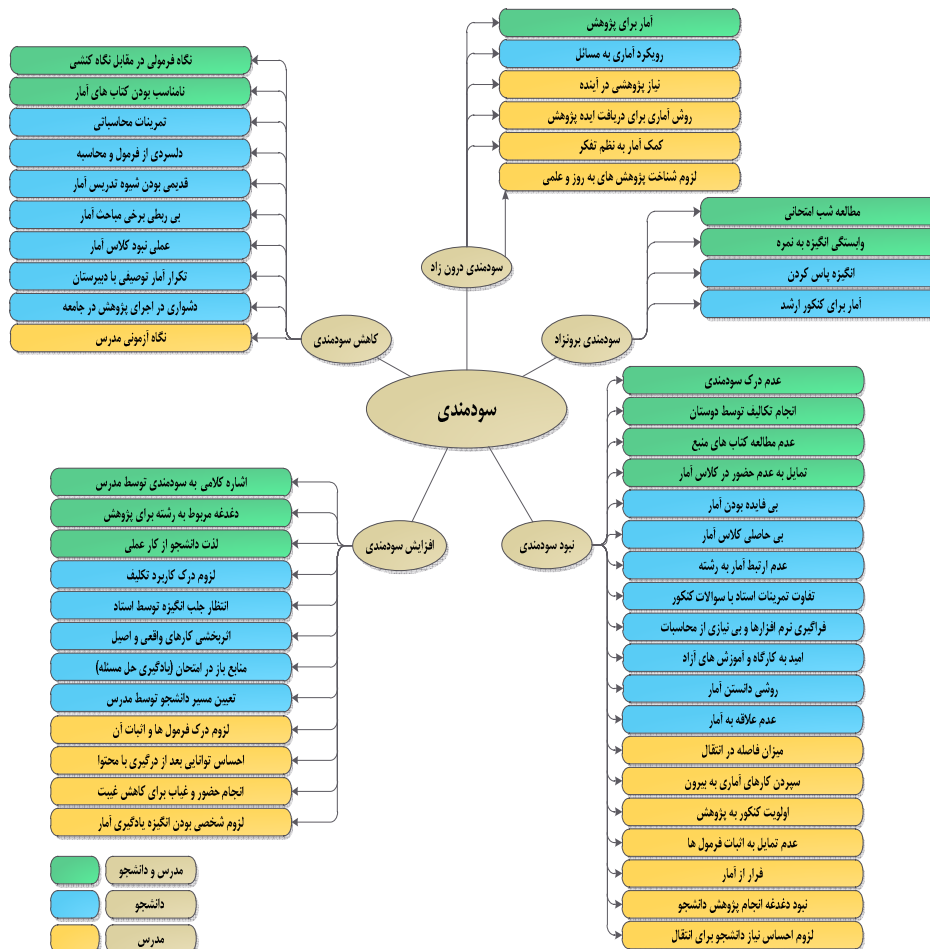 آمار برای پژوهش
رویکرد آماری به مسائل
نیاز پژوهشی در آینده
روش آماری برای دریافت ایده پژوهش
کمک آمار به نظم تفکر
لزوم شناخت پژوهش های به روز و علمی
سودمندی درون زاد
نگاه فرمولی در مقابل نگاه کنشی
نامناسب بودن کتاب های آمار
تمرینات محاسباتی
دلسردی از فرمول و محاسبه
قدیمی بودن شیوه تدریس آمار
بی ربطی برخی مباحث آمار
عملی نبود کلاس آمار
تکرار آمار توصیفی با دبیرستان
دشواری در اجرای پژوهش در جامعه
نگاه آزمونی مدرس
کاهش سودمندی
مطالعه شب امتحانی
وابستگی انگیزه به نمره
انگیزه پاس کردن
آمار برای کنکور ارشد
سودمندی برونزاد
سودمندی
عدم درک سودمندی
انجام تکالیف توسط دوستان
عدم مطالعه کتاب های منبع
تمایل به عدم حضور در کلاس آمار
بی فایده بودن آمار
بی حاصلی کلاس آمار
عدم ارتبط آمار به رشته
تفاوت تمرینات استاد با سوالات کنکور
فراگیری نرم افزارها و بی نیازی از محاسبات
امید به کارگاه و آموزش های آزاد
روشی دانستن آمار
عدم علاقه به آمار
میزان فاصله در انتقال
سپردن کارهای آماری به بیرون
اولویت کنکور به پژوهش
عدم تمایل به اثبات فرمول ها
فرار از آمار
نبود دغدغه انجام پژوهش دانشجو
لزوم احساس نیاز دانشجو برای انتقال
نبود سودمندی
افزایش سودمندی
اشاره کلامی به سودمندی توسط مدرس
دغدغه مربوط به رشته برای پژوهش
لذت دانشجو از کار عملی
لزوم درک کاربرد تکلیف
انتظار جلب انگیزه توسط استاد
اثربخشی کارهای واقعی و اصیل
منابع باز در امتحان (یادگیری حل مسئله)
تعیین مسیر دانشجو توسط مدرس
لزوم درک فرمول ها و اثبات آن
احساس توانایی بعد از درگیری با محتوا
انجام حضور و غیاب برای کاهش غیبت
لزوم شخصی بودن انگیزه یادگیری آمار
مدرس و دانشجو
دانشجو
مدرس